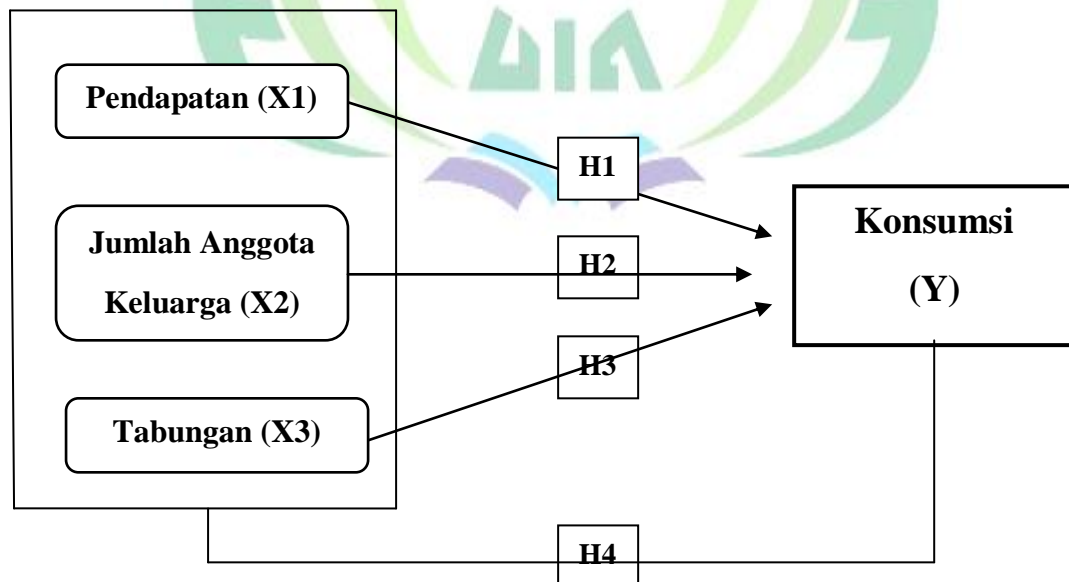 Pendapatan (X1)
Jumlah Anggota
Keluarga (X2)
Tabungan (X3)
H1
H2
H3
H4
Konsumsi
(Y)